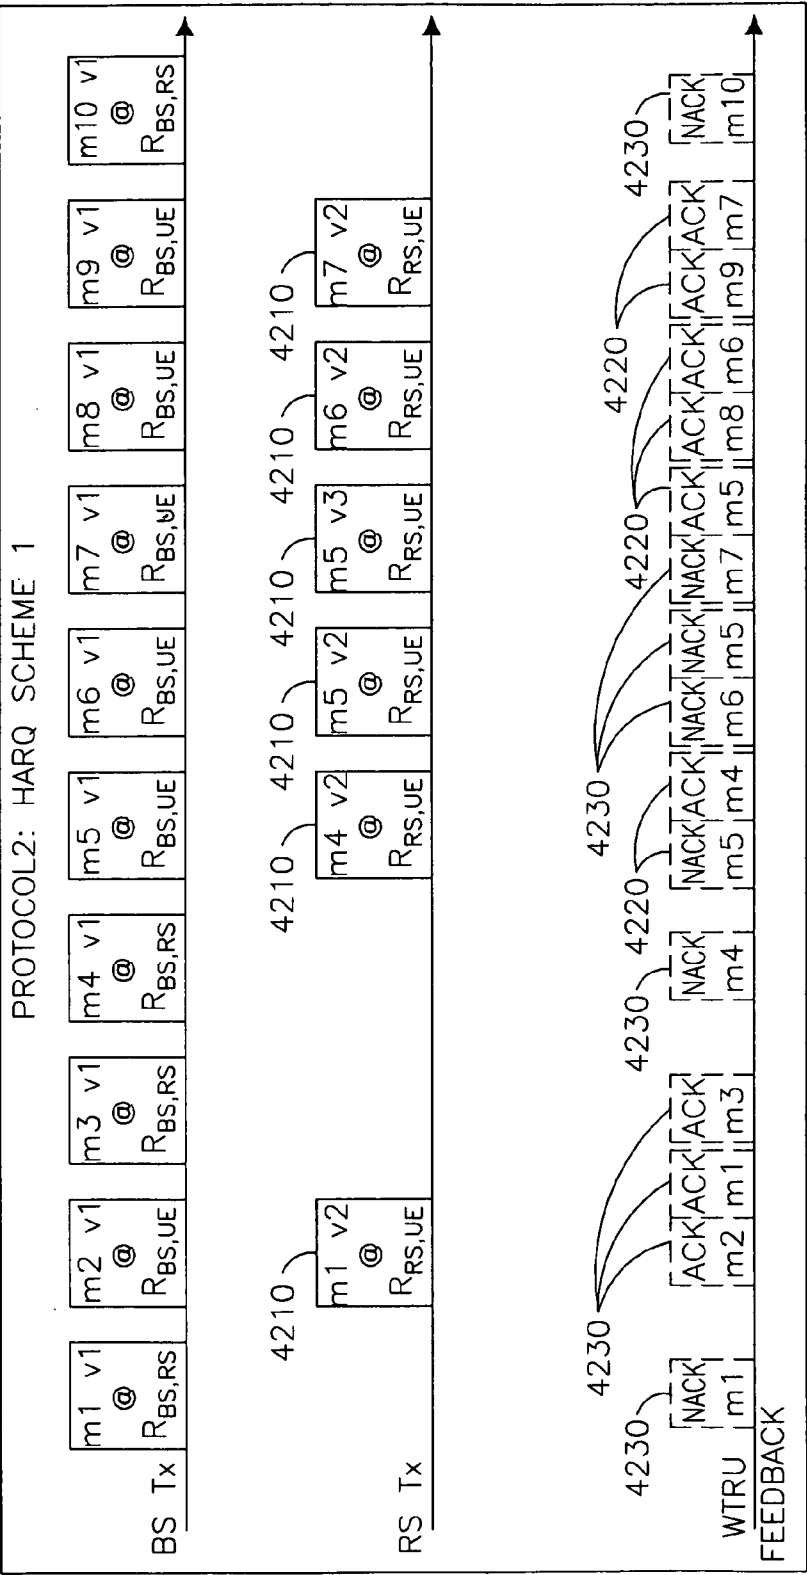 PROTOCOL2: HARQ SCHEME 1
BS Tx
m1 v1
@
RBS,RS
m2 v1
@
RBS,UE
m3 v1
@
RBS,RS
m4 v1
@
RBS,RS
m5 v1
@
RBS,UE
m6 v1
@
RBS,UE
m7 v1
@
RBS,UE
m8 v1
@
RBS,UE
m9 v1
@
RBS,UE
m10 v1
@
RBS,RS
RS Tx
4210
m1 v2
@
RRS,UE
4210
m4 v2
@
RRS,UE
4210
m5 v2
@
RRS,UE
4210
m5 v3
@
RRS,UE
4210
m6 v2
@
RRS,UE
4210
m7 v2
@
RRS,UE
WTRU
FEEDBACK
4230
NACK
m1
4230
ACK ACK ACK
m2 m1 m3
4230
NACK
m4
4220
NACK ACK
m5 m4
4230
NACK NACK NACK
m6 m5 m7
4220
ACK ACK ACK
m5 m8 m6
4220
ACK ACK
m9 m7
4230
NACK
m10